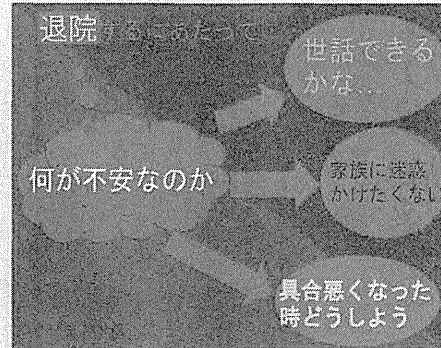 退院するにあたって
世話できる
かな…
何が不安なのか
家族に迷惑
かけたくない
具合悪くなった
時どうしよう